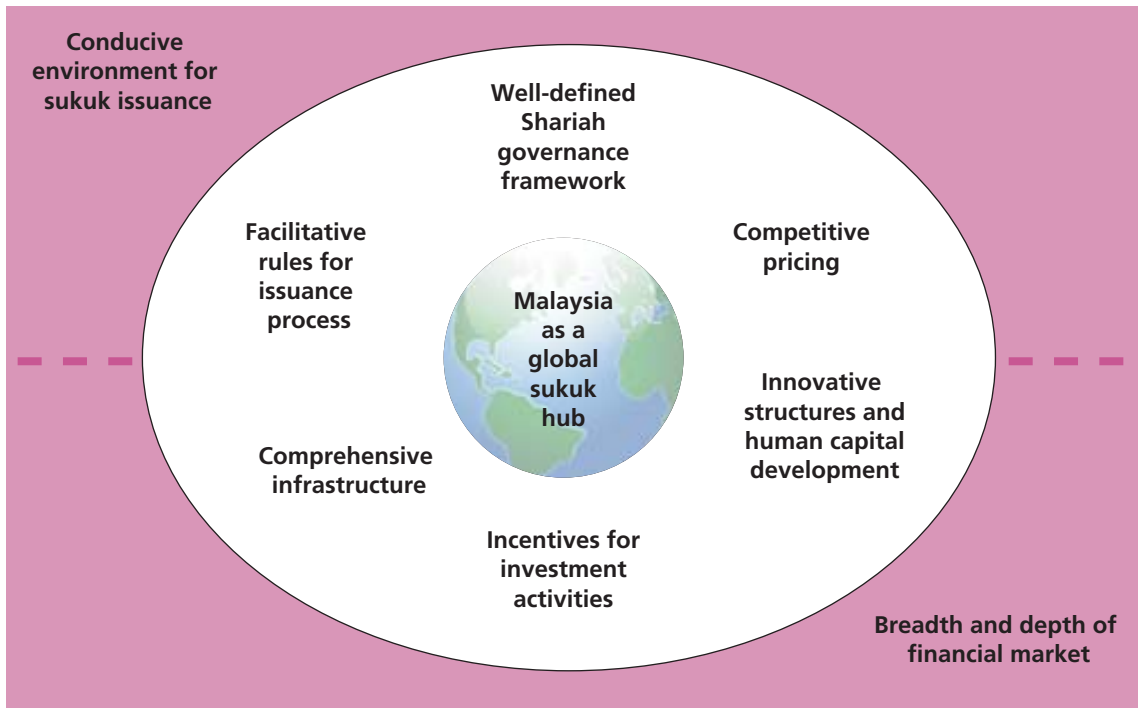 Conducive
environment for
sukuk issuance
Well-defined
Shariah
governance
framework
Facilitative
rules for
issuance
process
Competitive
pricing
Malaysia
as a
global
sukuk
hub
Innovative
structures and
human capital
development
Comprehensive
infrastructure
Incentives for
investment
activities
Breadth and depth of
financial market